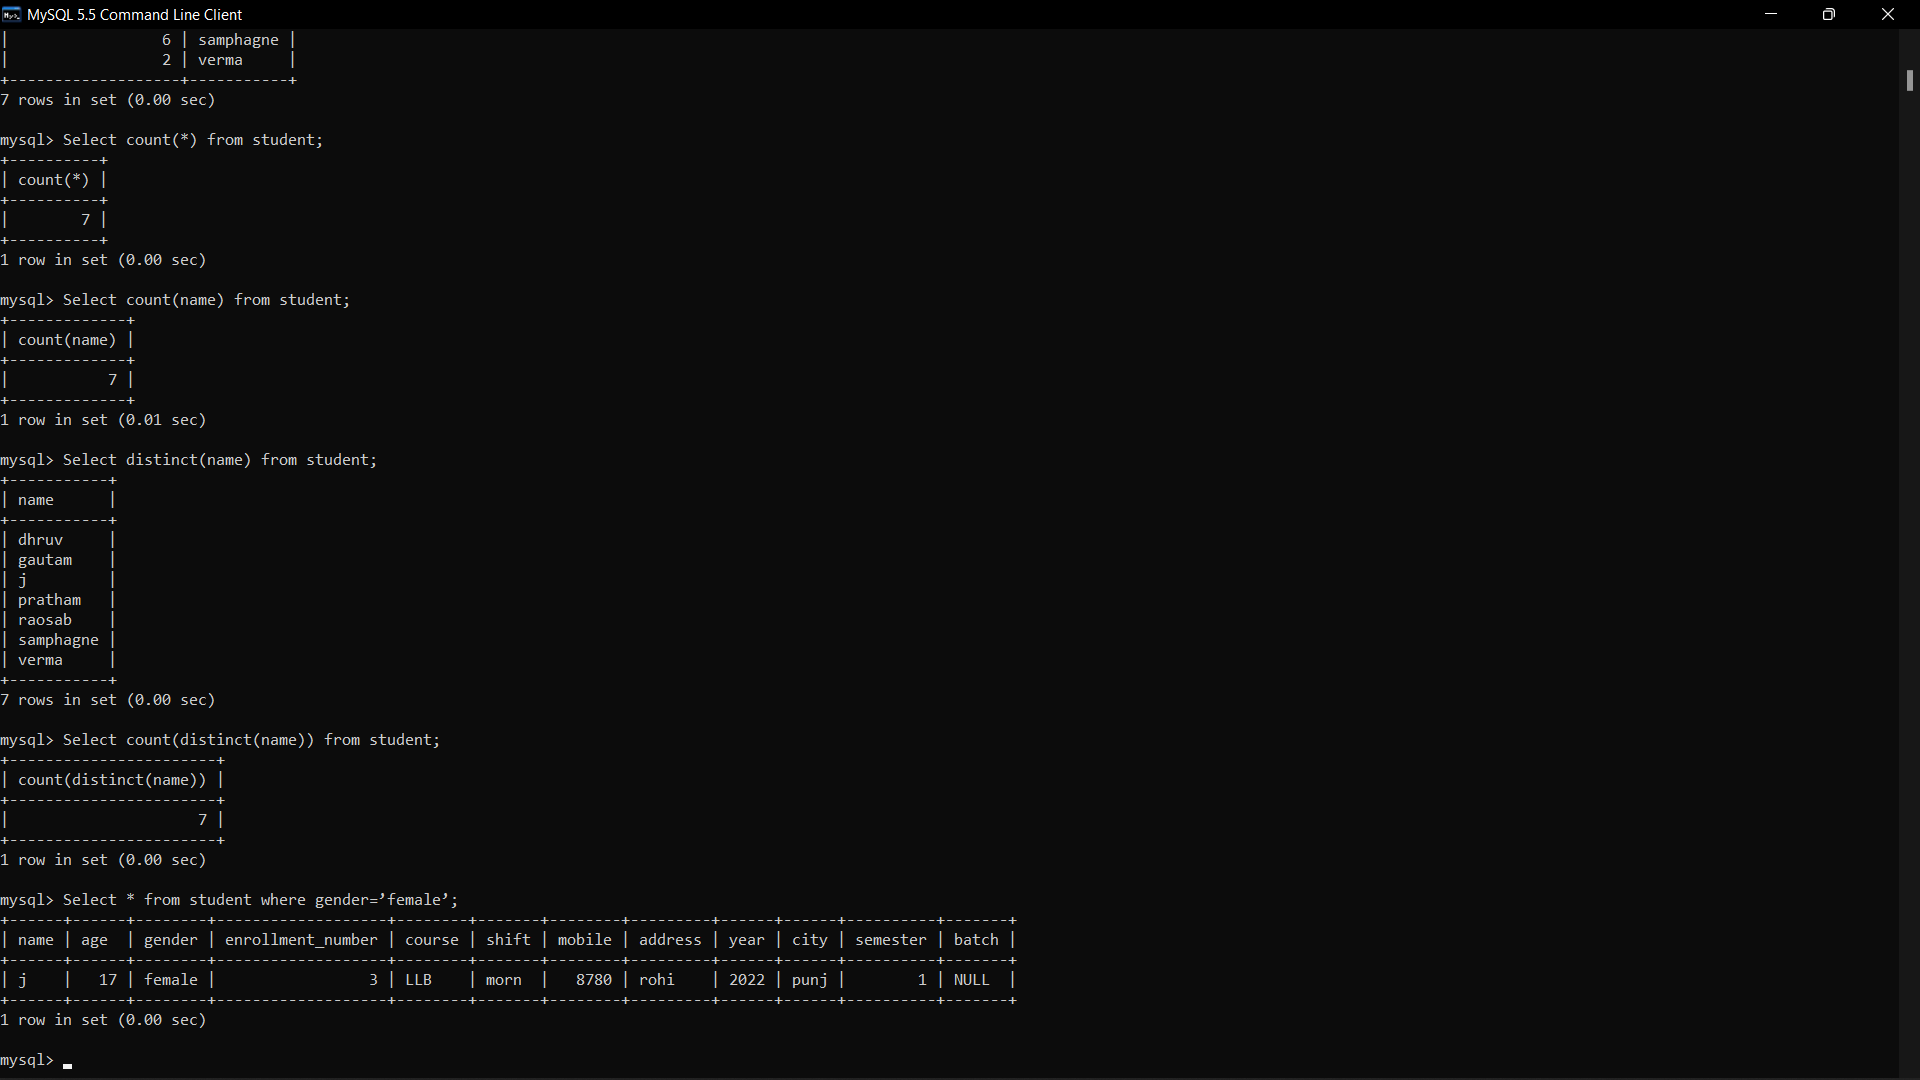 MySQL 5.5 Command Line Client
|                 6 | samphagne |
|                 2 | verma     |
+-------------------+-----------+
7 rows in set (0.00 sec)

mysql> Select count(*) from student;
+----------+
| count(*) |
+----------+
|        7 |
+----------+
1 row in set (0.00 sec)

mysql> Select count(name) from student;
+-------------+
| count(name) |
+-------------+
|           7 |
+-------------+
1 row in set (0.01 sec)

mysql> Select distinct(name) from student;
+-----------+
| name      |
+-----------+
| dhruv     |
| gautam    |
| j         |
| pratham   |
| raosab    |
| samphagne |
| verma     |
+-----------+
7 rows in set (0.00 sec)

mysql> Select count(distinct(name)) from student;
+-----------------------+
| count(distinct(name)) |
+-----------------------+
|                     7 |
+-----------------------+
1 row in set (0.00 sec)

mysql> Select * from student where gender=’female’;
+------+------+--------+-------------------+--------+-------+--------+---------+------+------+----------+-------+
| name | age  | gender | enrollment_number | course | shift | mobile | address | year | city | semester | batch |
+------+------+--------+-------------------+--------+-------+--------+---------+------+------+----------+-------+
| j    |   17 | female |                 3 | LLB    | morn  |   8780 | rohi    | 2022 | punj |        1 | NULL  |
+------+------+--------+-------------------+--------+-------+--------+---------+------+------+----------+-------+
1 row in set (0.00 sec)

mysql>